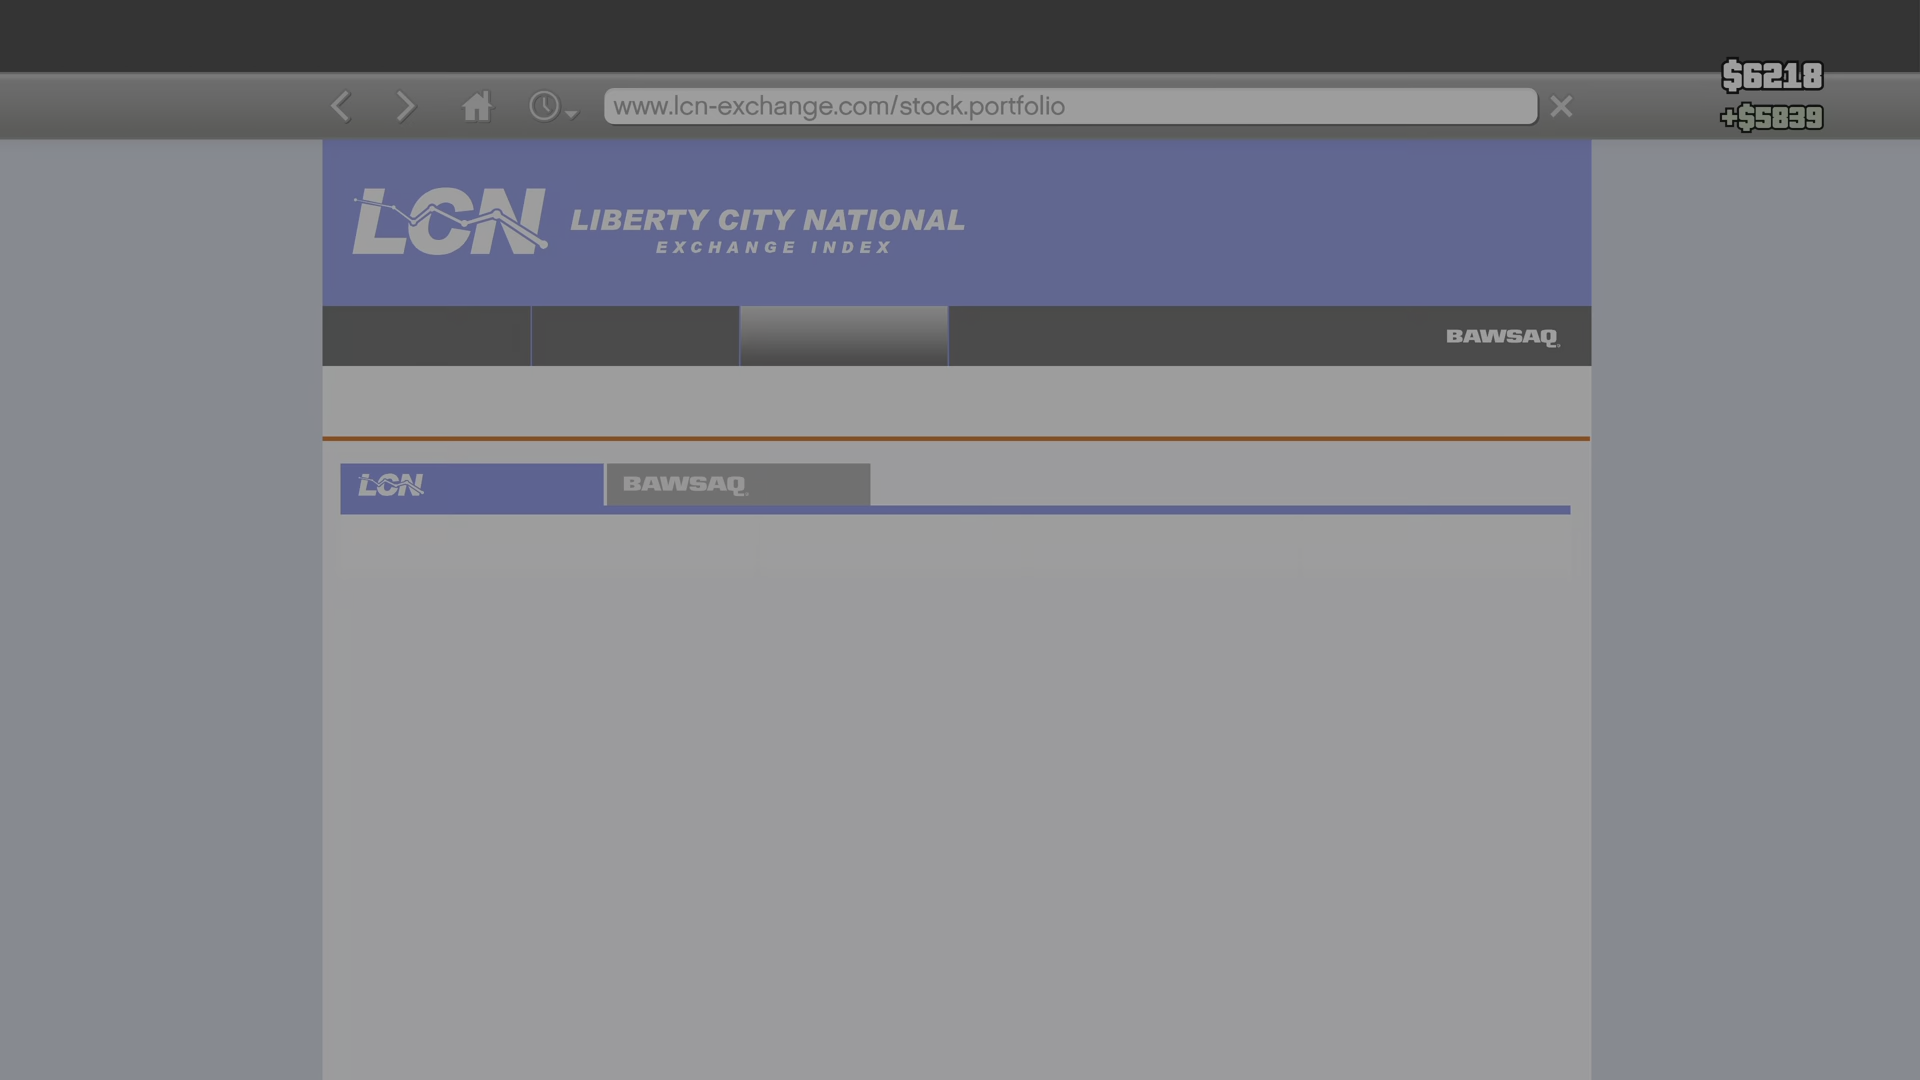 $6218
www.lcn-exchange.com/stock.portfolio
+$5839
LCN LIBERTY CITY NATIONAL
EXCHANGE INDEX
BAWSAQ
LCN BAWSAQ